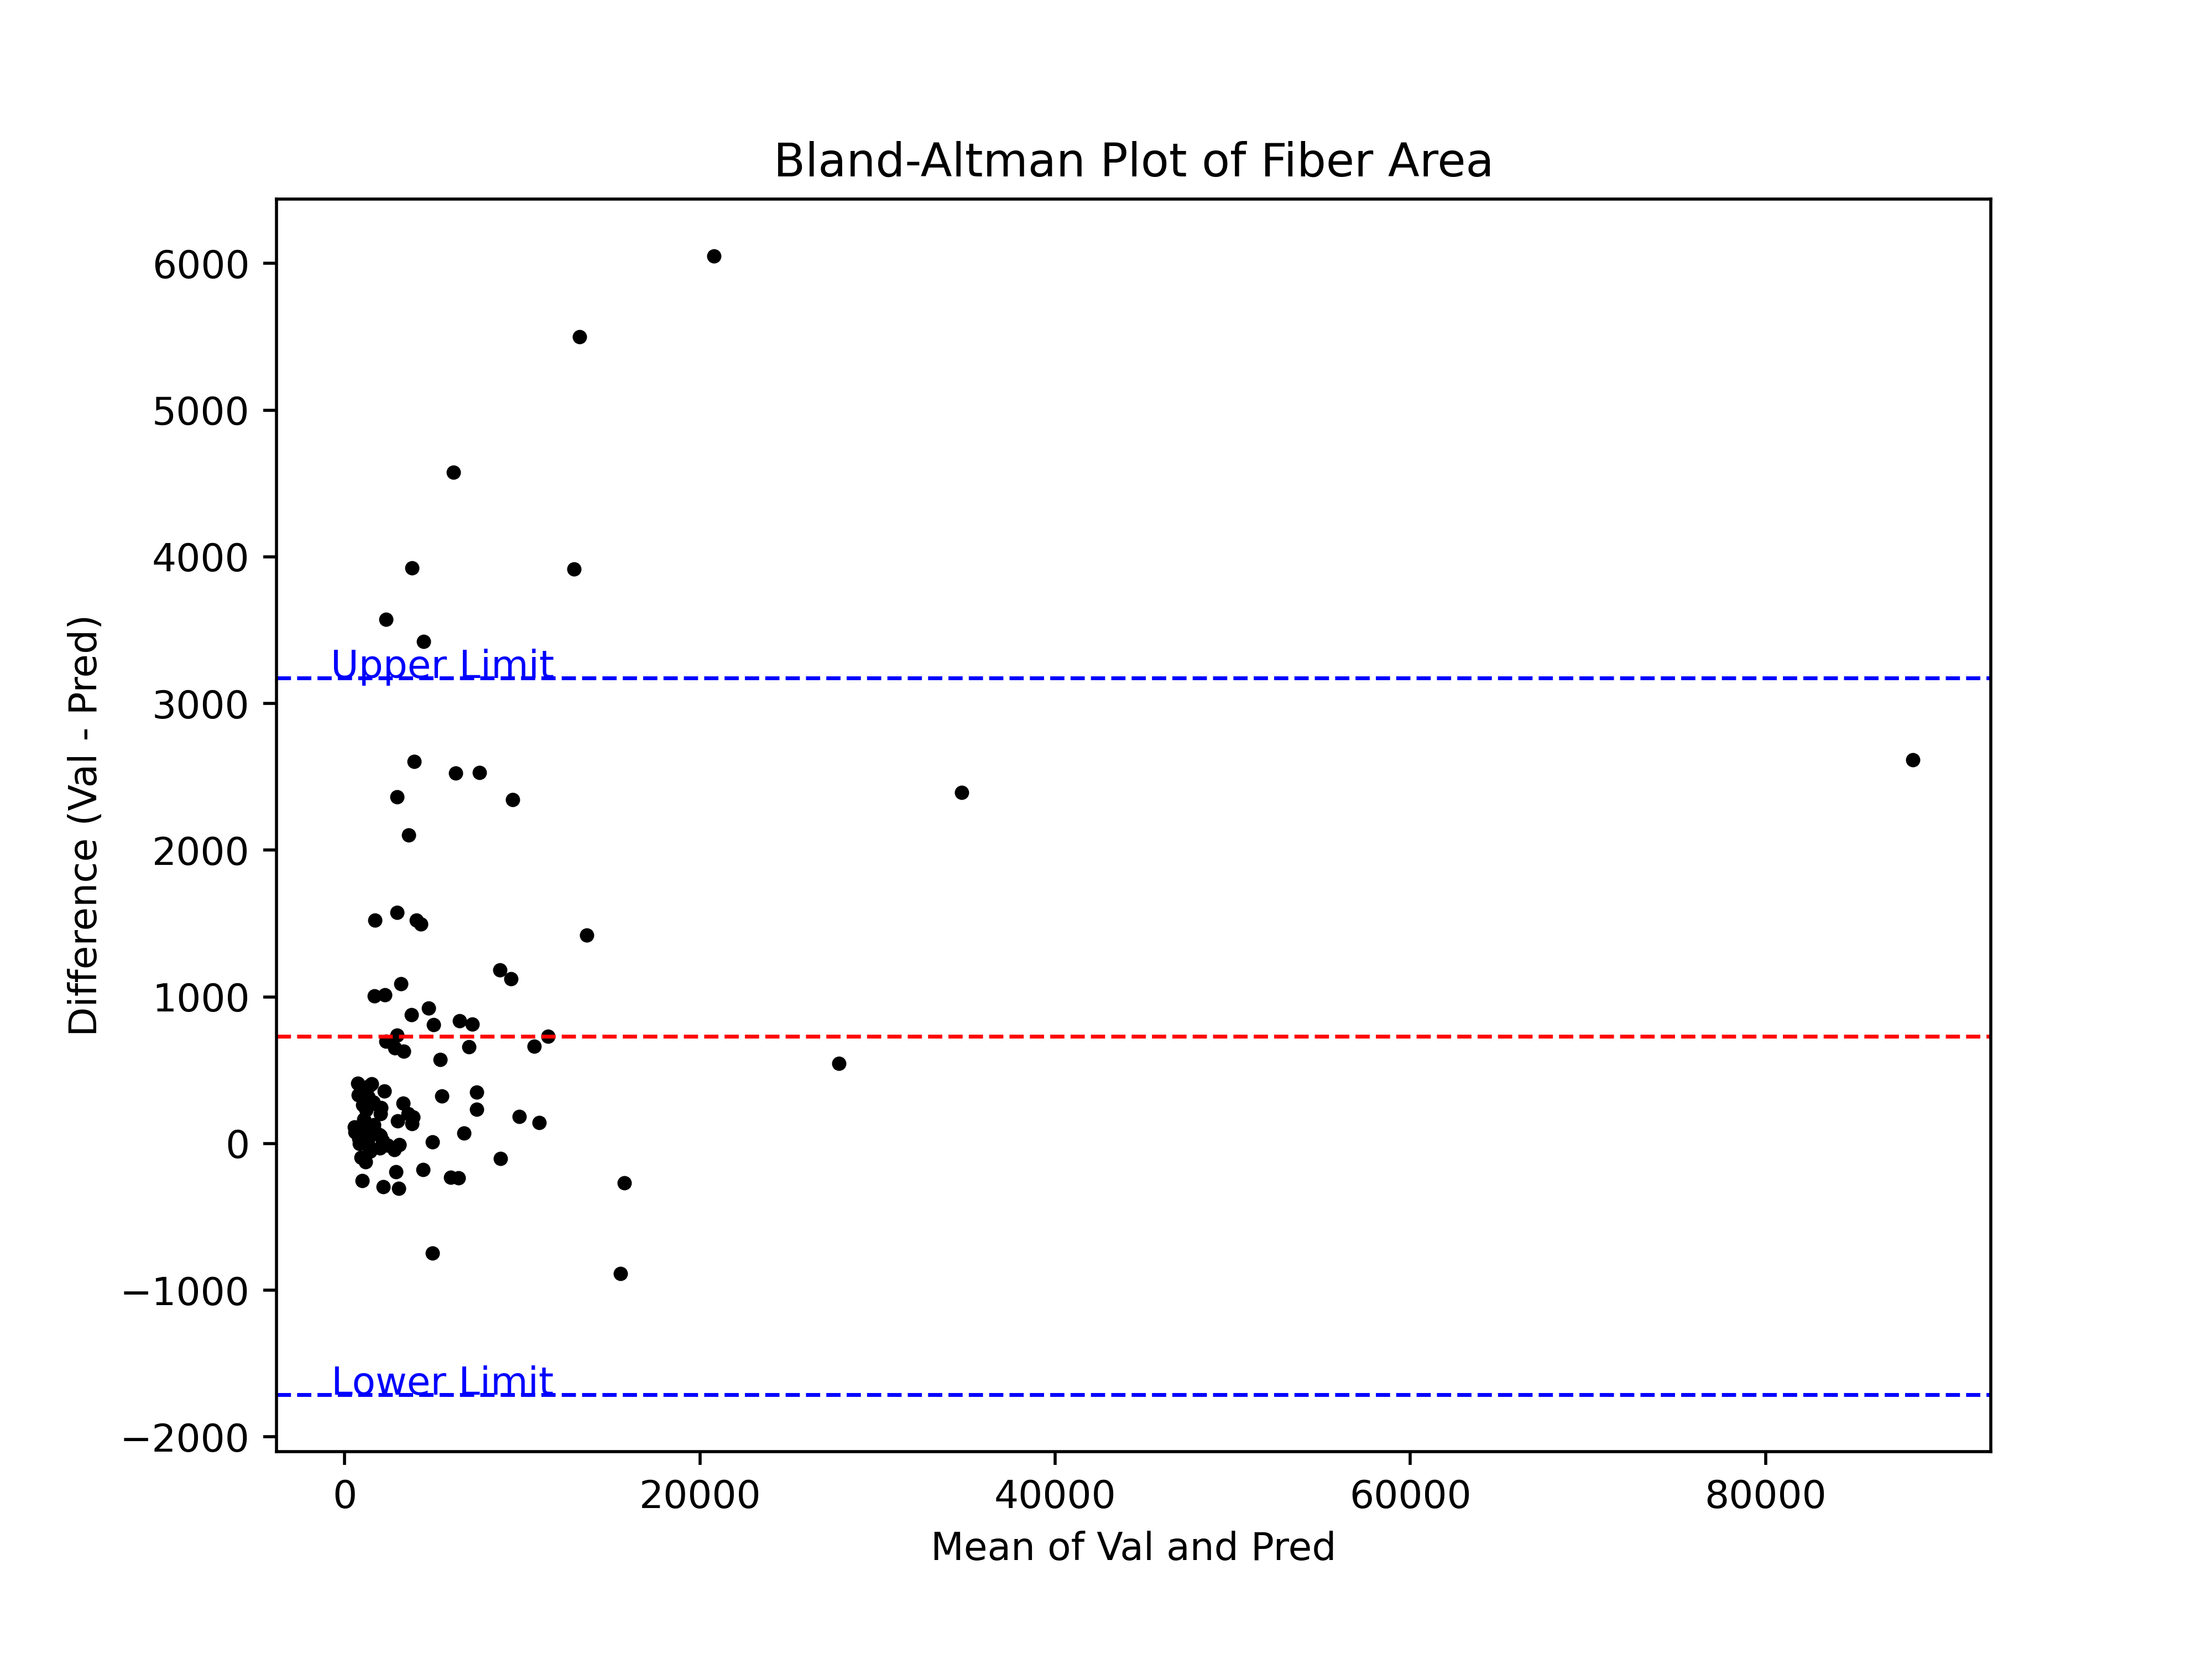 Bland-Altman Plot of Fiber Area
6000
5000
4000
3000
2000
1000
0
−1000
−2000
Difference (Val - Pred)
Upper Limit
Lower Limit
0 20000 40000 60000 80000
Mean of Val and Pred